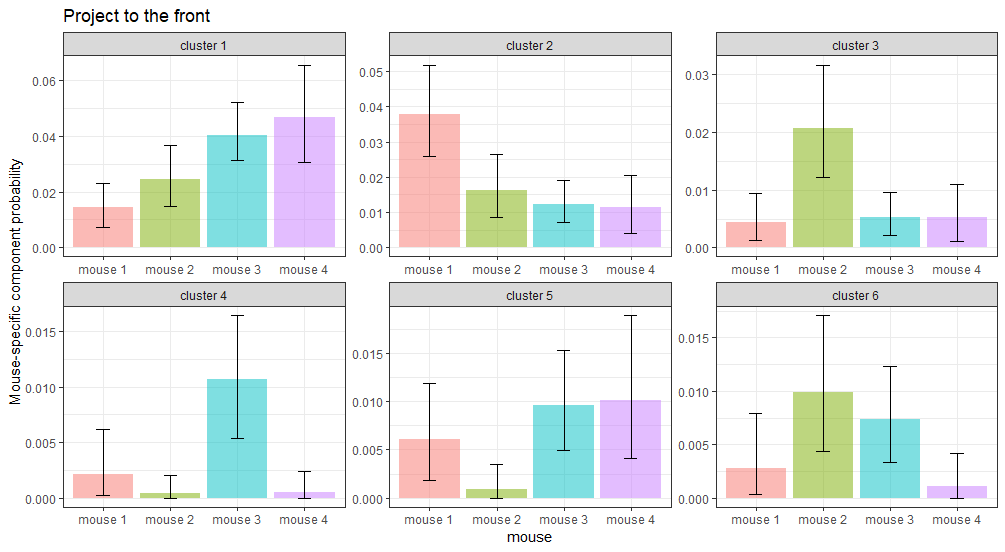 Project to the front
cluster 1 cluster 2 cluster 3
0.06 0.05 0.03
0.04 0.04 0.02
0.02 0.03 0.01
0.00 0.02 0.00
0.01
0.00
mouse 1 mouse 2 mouse 3 mouse 4 mouse 1 mouse 2 mouse 3 mouse 4 mouse 1 mouse 2 mouse 3 mouse 4
Mouse-specific component probability
cluster 4 cluster 5 cluster 6
0.015 0.015 0.015
0.010 0.010 0.010
0.005 0.005 0.005
0.000 0.000 0.000
mouse 1 mouse 2 mouse 3 mouse 4 mouse 1 mouse 2 mouse 3 mouse 4 mouse 1 mouse 2 mouse 3 mouse 4
mouse